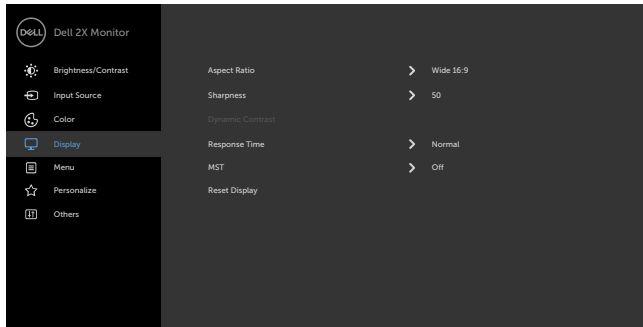 DELL Dell 2X Monitor
Brightness/Contrast
Input Source
Color
Display
Menu
Personalize
Others
Aspect Ratio Wide 16:9
Sharpness 50
Dynamic Contrast
Response Time Normal
MST Off
Reset Display